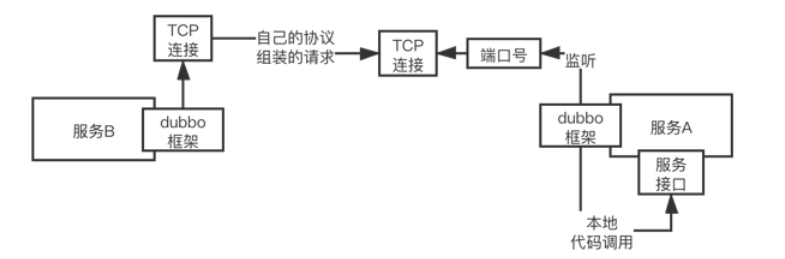 TCP
连接
自己的协议
组装的请求
TCP
连接
端口号
监听
服务B
dubbo
框架
dubbo
框架
服务A
服务
接口
本地
代码调用